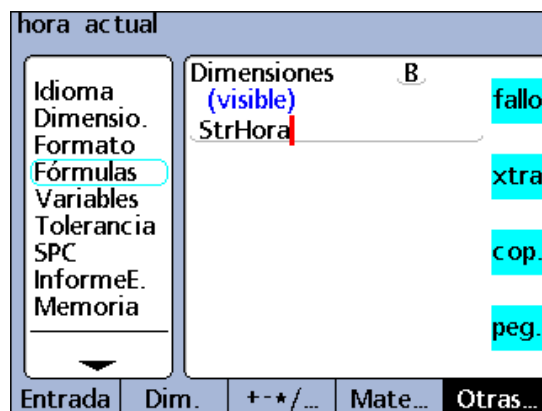 hora actual
Idioma
Dimensio.
Formato
Fórmulas
Variables
Tolerancia
SPC
InformeE.
Memoria
Dimensiones B
(visible)
StrHora
fallo
xtra
cop.
peg.
Entrada Dim. +-*/... Mate... Otras...